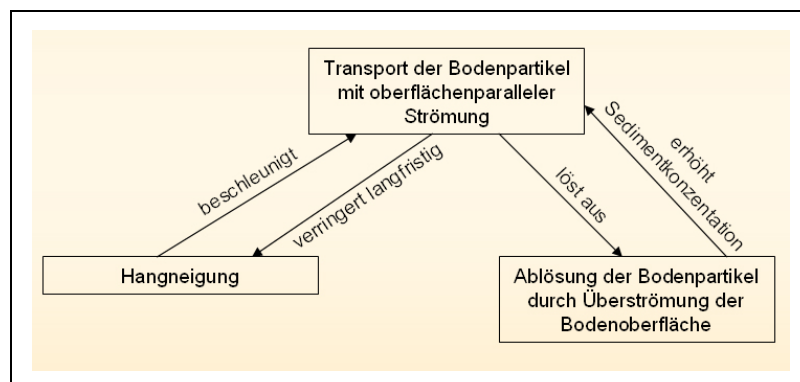 Transport der Bodenpartikel
mit oberflächenparalleler
Strömung
beschleunigt
verringert langfristig
löst aus
erhöht
Sedimentkonzentation
Hangneigung
Ablösung der Bodenpartikel
durch Überströmung der
Bodenoberfläche